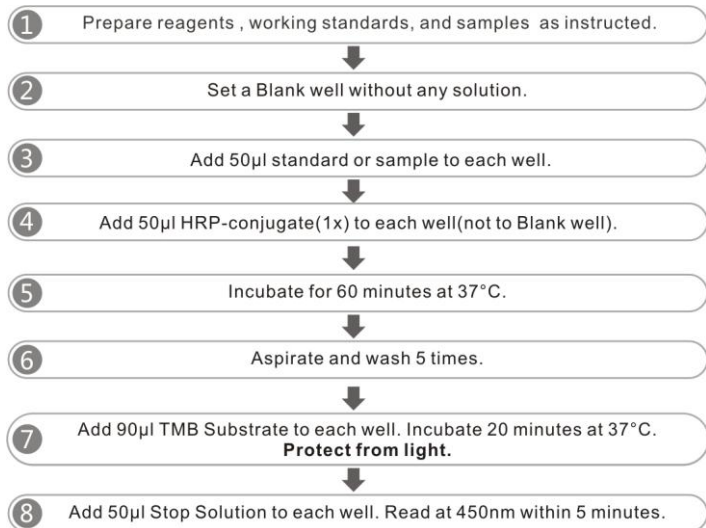 1 Prepare reagents , working standards, and samples as instructed.
2 Set a Blank well without any solution.
3 Add 50µl standard or sample to each well.
4 Add 50µl HRP-conjugate(1x) to each well(not to Blank well).
5 Incubate for 60 minutes at 37°C.
6 Aspirate and wash 5 times.
7 Add 90µl TMB Substrate to each well. Incubate 20 minutes at 37°C.
Protect from light.
8 Add 50µl Stop Solution to each well. Read at 450nm within 5 minutes.